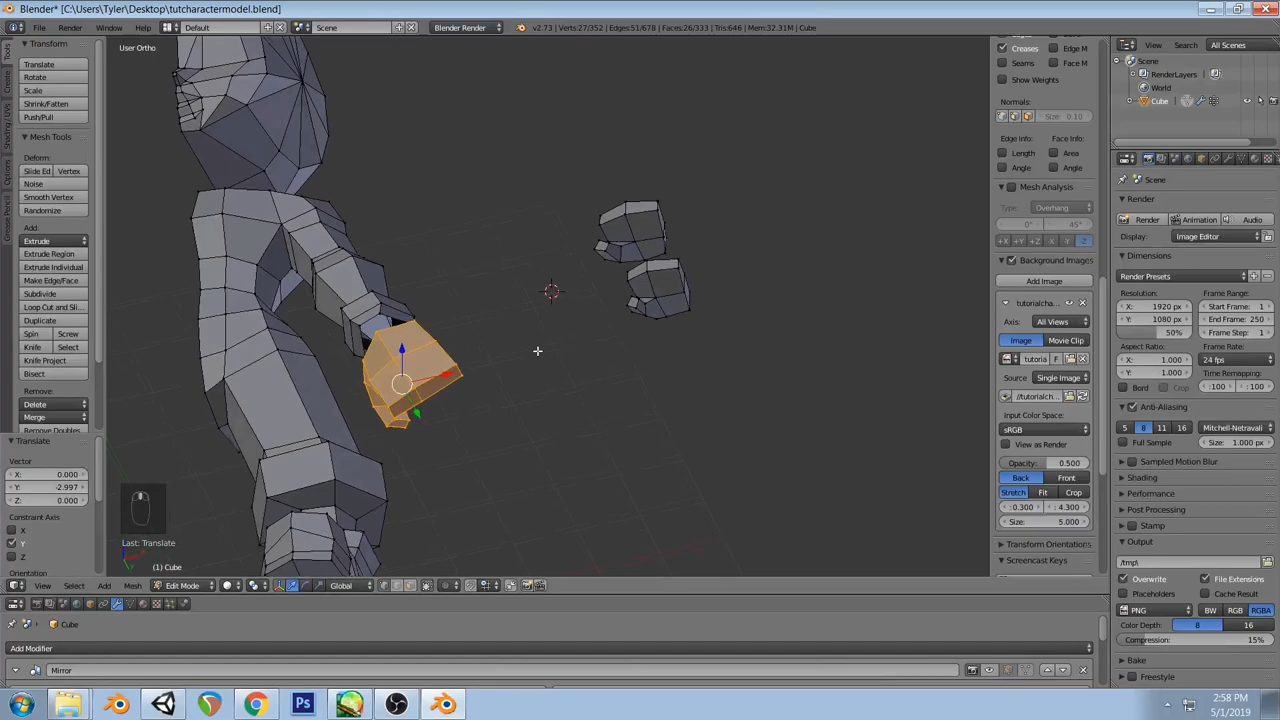 Blender* [C:\Users\Tyler\Desktop\tutcharactermodel.blend]
File Render Window Help Default Scene Blender Render v2.73 | Verts:27/352 | Edges:51/678 | Faces:26/333 | Tris:646 | Mem:32.31M | Cube
Transform
Translate
Rotate
Scale
Shrink/Fatten
Push/Pull
Mesh Tools
Deform:
Slide Ed Vertex
Noise
Smooth Vertex
Randomize
Add:
Extrude
Extrude Region
Extrude Individual
Make Edge/Face
Subdivide
Loop Cut and Sli...
Duplicate
Spin Screw
Knife Select
Knife Project
Bisect
Remove:
Delete
Merge
Remove Doubles
Tools
Create
Shading / UVs
Options
Grease Pencil
Translate
Vector
X: 0.000
Y: -2.997
Z: 0.000
Constraint Axis
X
Y
Z
Orientation
User Ortho
Last: Translate
(1) Cube
View Select Add Mesh Edit Mode Global
Creases Edge M
Seams Face M
Show Weights
Normals:
Size: 0.10
Edge Info: Face Info:
Length Area
Angle Angle
Mesh Analysis
Type: Overhang
0° 45°
+X +Y +Z -X -Y -Z
Background Images
Add Image
tutorialcha
Axis: All Views
Image Movie Clip
tutoria F
Source Single Image
//tutorialch...
Input Color Space:
sRGB
View as Render
Opacity: 0.500
Back Front
Stretch Fit Crop
: 0.300 : 4.300
Size: 5.000
Transform Orientations
Screencast Keys
View Search All Scenes
Scene
RenderLayers
World
Cube
Scene
Render
Render Animation Audio
Display: Image Editor
Dimensions
Render Presets
Resolution: Frame Range:
X: 1920 px Start Frame: 1
Y: 1080 px End Frame: 250
50% Frame Step: 1
Aspect Ratio: Frame Rate:
X: 1.000 24 fps
Y: 1.000 Time Remapping:
Bord Crop :100 : 100
Anti-Aliasing
5 8 11 16 Mitchell-Netravali
Full Sample Size: 1.000 px
Sampled Motion Blur
Shading
Performance
Post Processing
Stamp
Output
/tmp\
Overwrite File Extensions
Placeholders Cache Result
PNG BW RGB RGBA
Color Depth: 8 16
Compression: 15%
Bake
Freestyle
Cube
Add Modifier
Mirror
Ps
2:58 PM
5/1/2019